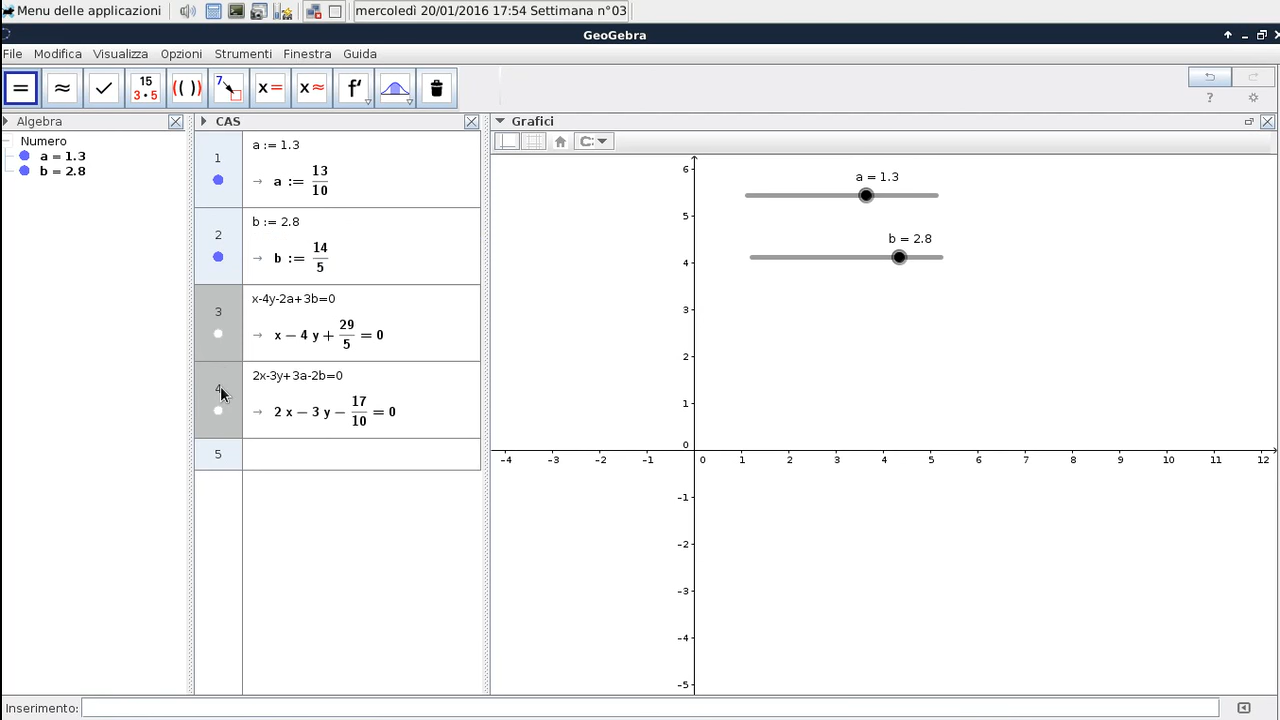 Menu delle applicazioni
mercoledì 20/01/2016 17:54 Settimana n°03
GeoGebra
File Modifica Visualizza Opzioni Strumenti Finestra Guida
= ≈ ✓ 15 3•5 (( )) 7 x= x≈ f'
?
Algebra
Numero
a = 1.3
b = 2.8
CAS
1
a := 1.3
→ a := 13/10
2
b := 2.8
→ b := 14/5
3
x-4y-2a+3b=0
→ x − 4 y + 29/5 = 0
4
2x-3y+3a-2b=0
→ 2 x − 3 y − 17/10 = 0
5
Grafici
a = 1.3
b = 2.8
6
5
4
3
2
1
0
-4 -3 -2 -1 0 1 2 3 4 5 6 7 8 9 10 11 12
-1
-2
-3
-4
-5
Inserimento: